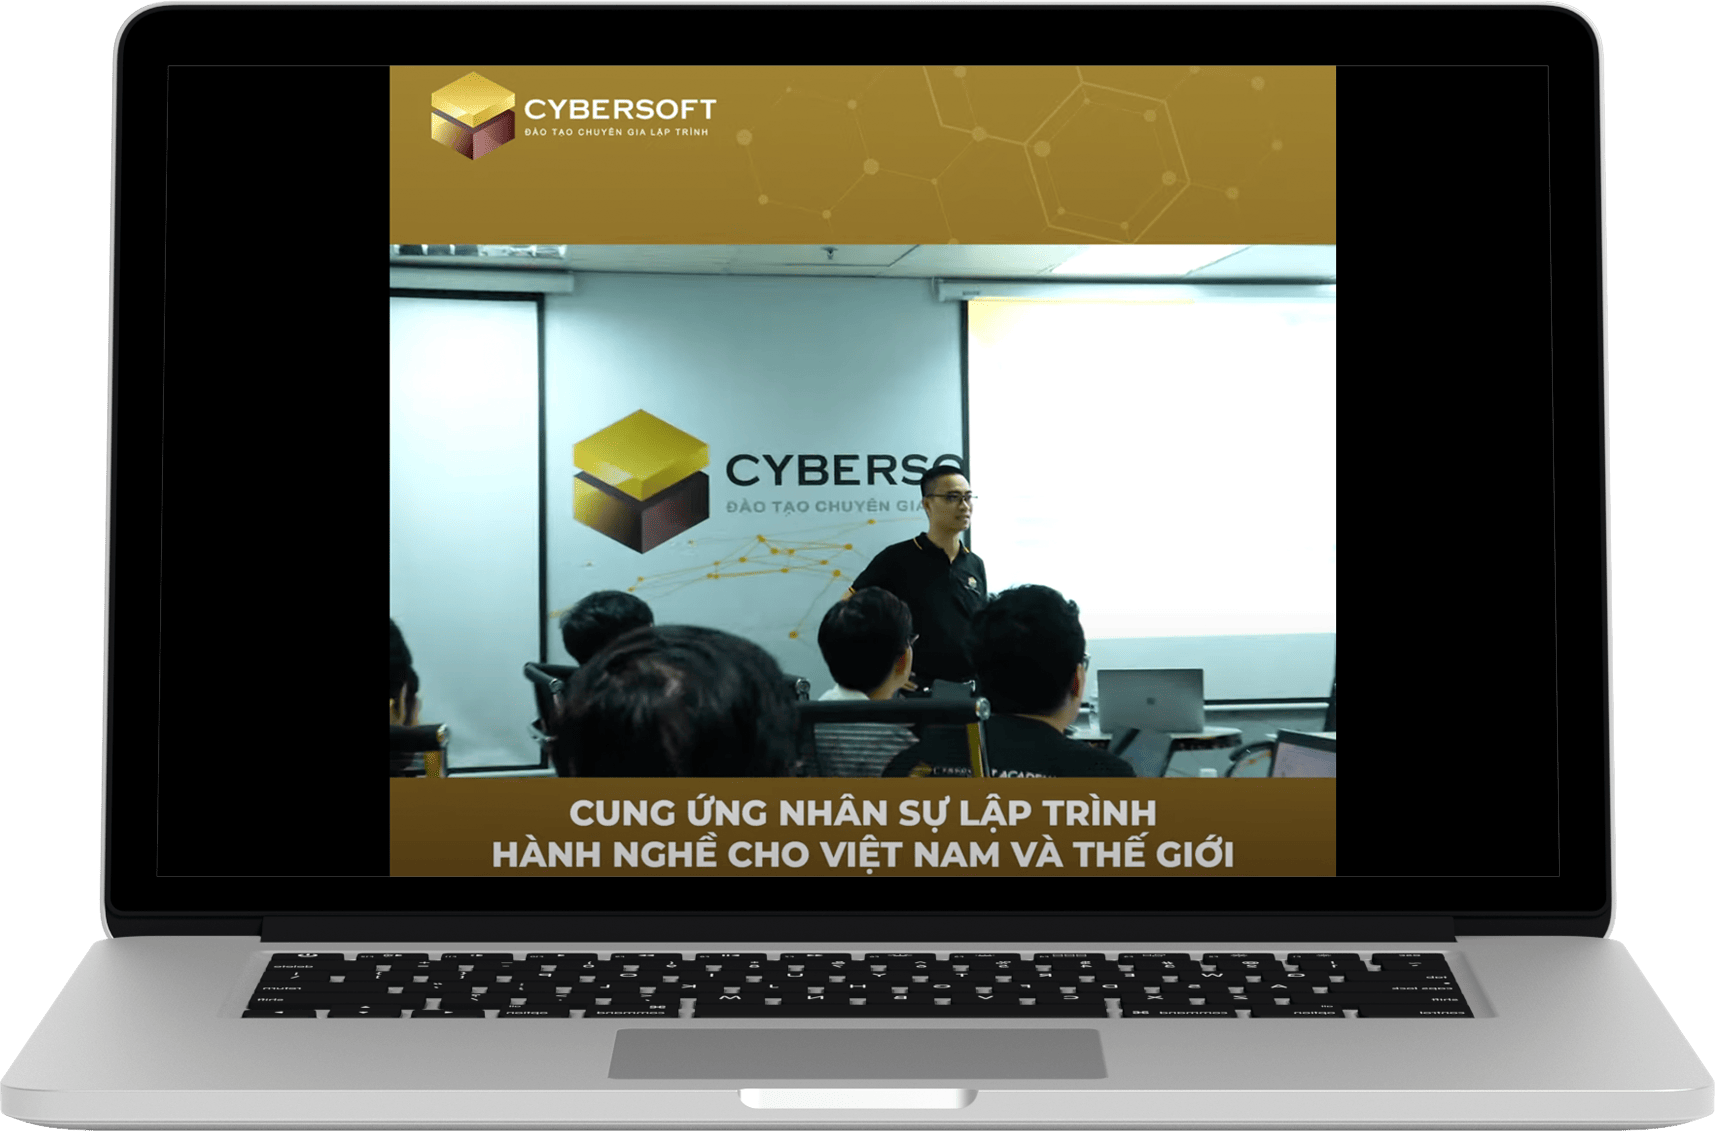 CYBERSOFT
ĐÀO TẠO CHUYÊN GIA LẬP TRÌNH
CYBERSO
ĐÀO TẠO CHUYÊN GIA
CUNG ỨNG NHÂN SỰ LẬP TRÌNH
HÀNH NGHỀ CHO VIỆT NAM VÀ THẾ GIỚI